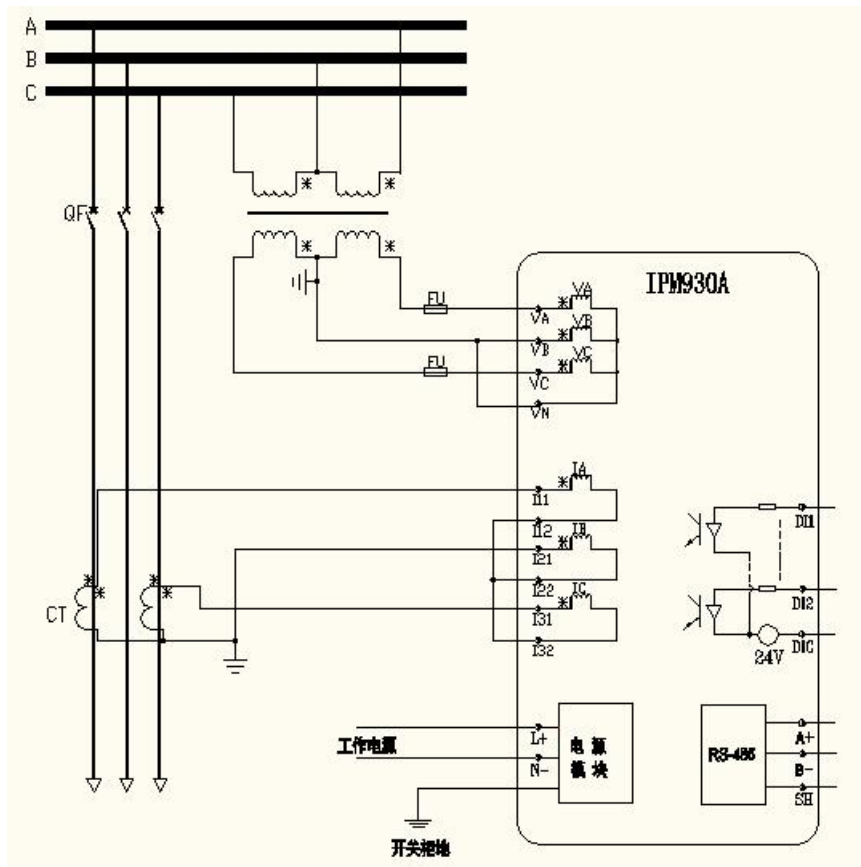 A
B
C
QF
IPM930A
FU
VA
VA
VB
VB
FU
VC
VC
VN
IA
I11
I12
IB
I21
I22
IC
I31
I32
CT
DI1
DI2
24V
DIC
工作电源
L+
N-
电源
模块
RS-485
A+
B-
SH
开关柜地